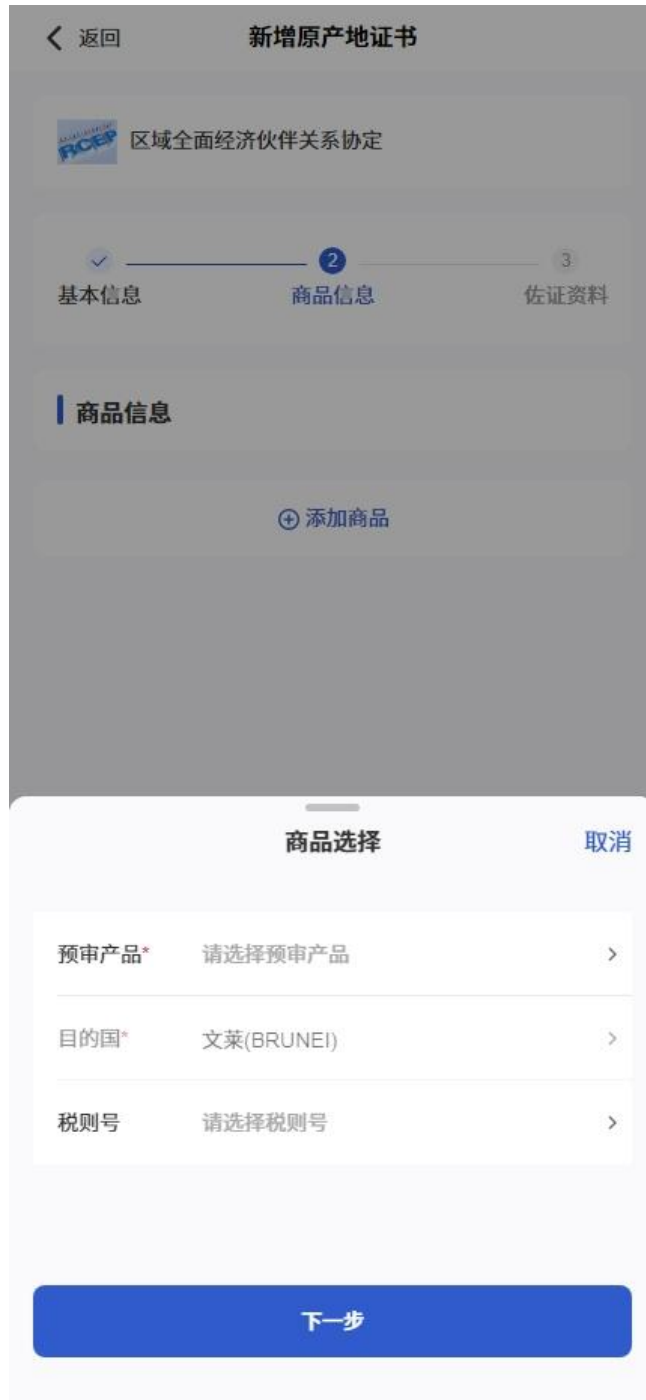 返回 新增原产地证书
RCEP 区域全面经济伙伴关系协定
2 3
基本信息 商品信息 佐证资料
商品信息
添加商品
商品选择 取消
预审产品* 请选择预审产品
目的国* 文莱(BRUNEI)
税则号 请选择税则号
下一步